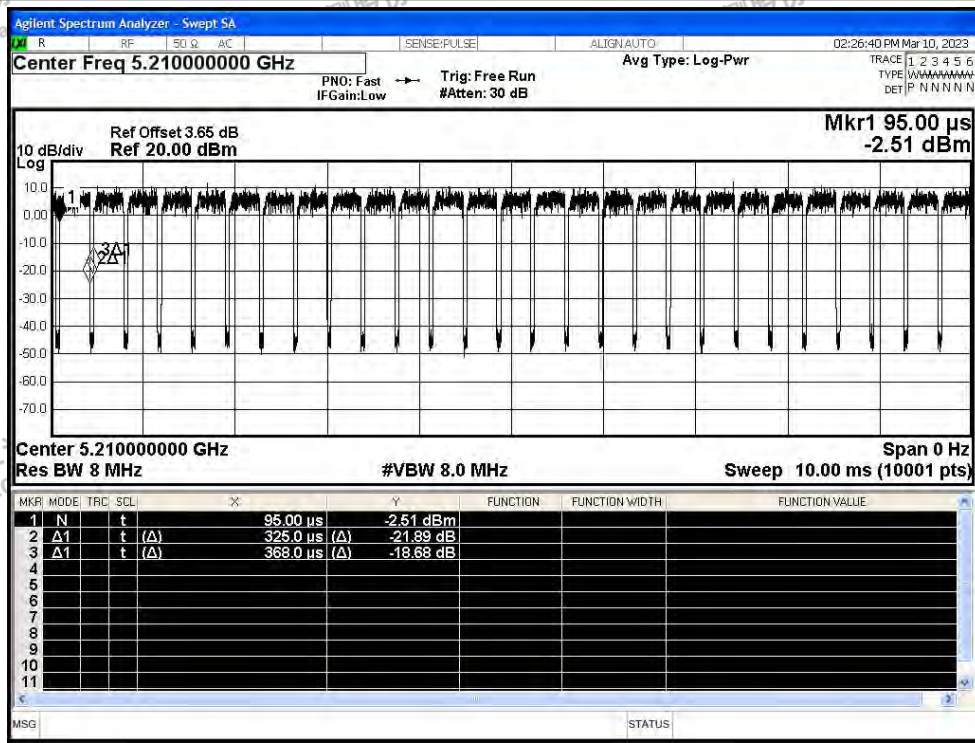 Agilent Spectrum Analyzer - Swept SA
R RF 50 Ω AC SENSE:PULSE ALIGNAUTO 02:26:40 PM Mar 10, 2023
Center Freq 5.210000000 GHz
PNO: Fast
IFGain:Low
Trig: Free Run
#Atten: 30 dB
Avg Type: Log-Pwr
TRACE 1 2 3 4 5 6
TYPE
DET P N N N N N
Mkr1 95.00 µs
-2.51 dBm
Ref Offset 3.65 dB
10 dB/div Ref 20.00 dBm
Log
10.0
0.00
-10.0
-20.0
-30.0
-40.0
-50.0
-60.0
-70.0
1
3Δ1
2Δ1
Center 5.210000000 GHz Span 0 Hz
Res BW 8 MHz #VBW 8.0 MHz Sweep 10.00 ms (10001 pts)
MKR MODE TRC SCL X Y FUNCTION FUNCTION WIDTH FUNCTION VALUE
1 N t 95.00 µs -2.51 dBm
2 Δ1 t (Δ) 325.0 µs (Δ) -21.89 dB
3 Δ1 t (Δ) 368.0 µs (Δ) -18.68 dB
4
5
6
7
8
9
10
11
MSG STATUS